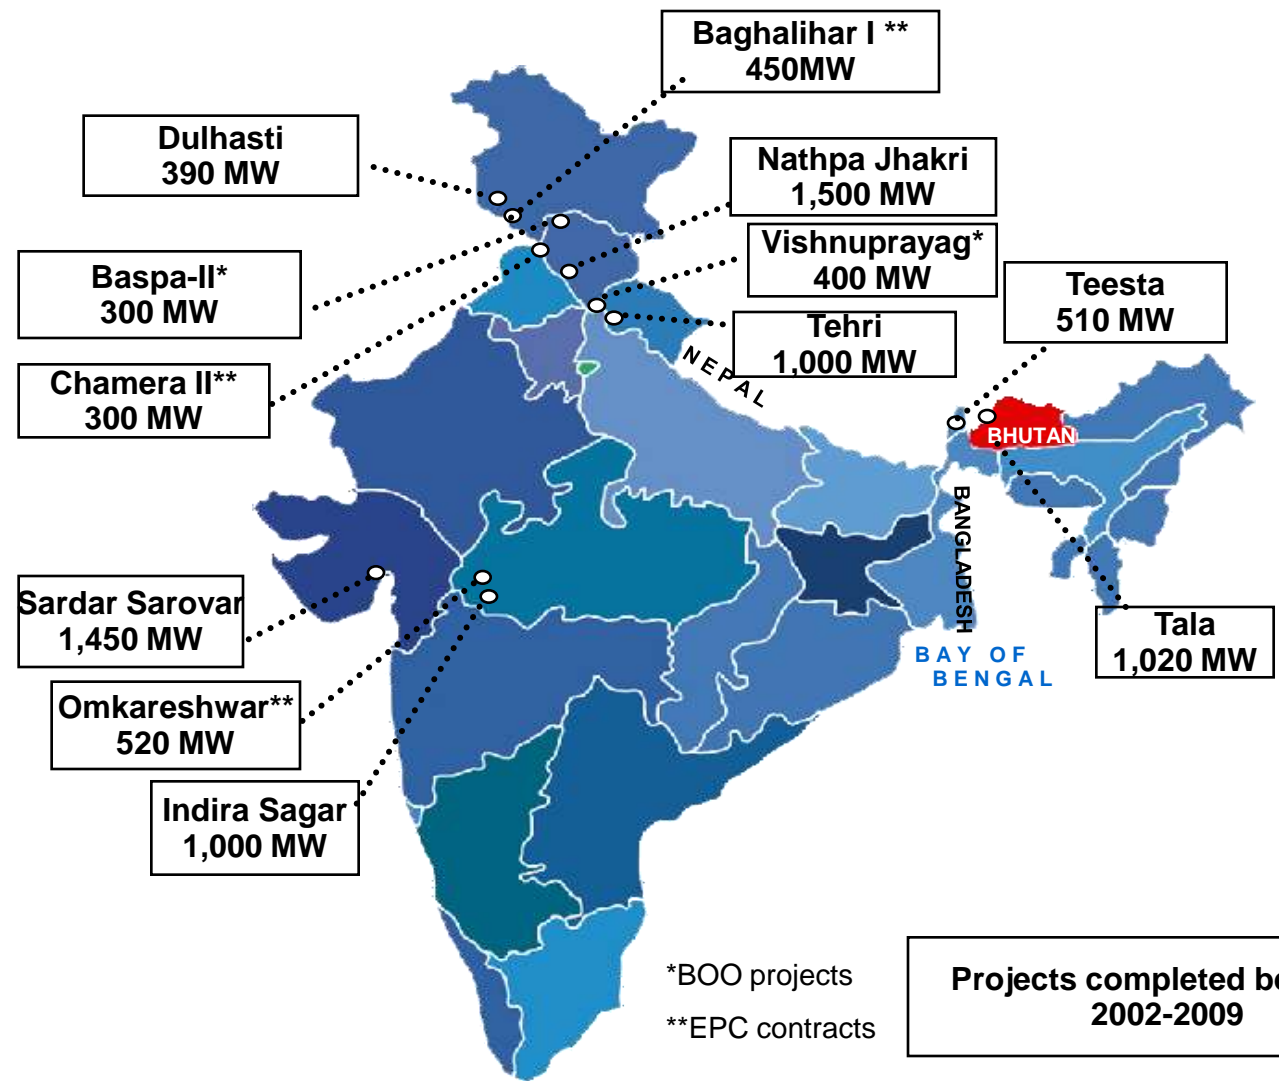 Baghalihar I **
450MW
Dulhasti
390 MW
Nathpa Jhakri
1,500 MW
Vishnuprayag*
400 MW
Baspa-II*
300 MW
Teesta
510 MW
Tehri
1,000 MW
Chamera II**
300 MW
NEPAL
BHUTAN
BANGLADESH
Sardar Sarovar
1,450 MW
Tala
1,020 MW
BAY OF
BENGAL
Omkareshwar**
520 MW
Indira Sagar
1,000 MW
*BOO projects
**EPC contracts
Projects completed
2002-2009